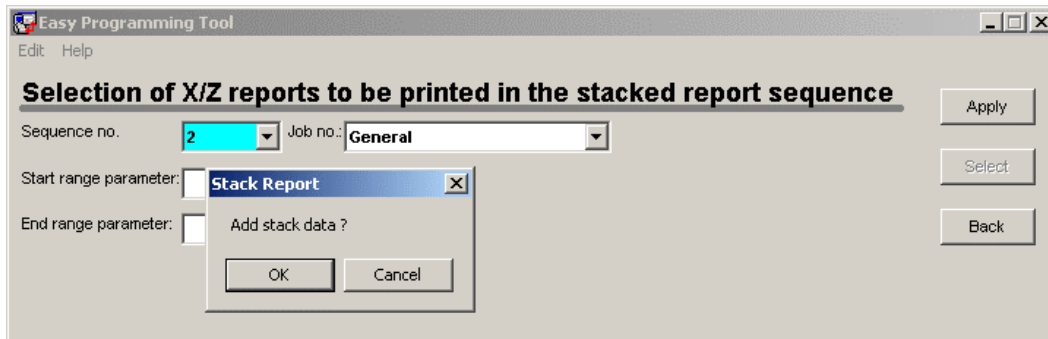 Easy Programming Tool
Edit Help
Selection of X/Z reports to be printed in the stacked report sequence
Apply
Sequence no. 2 Job no.: General
Select
Start range parameter:
Stack Report
End range parameter:
Add stack data ?
Back
OK Cancel